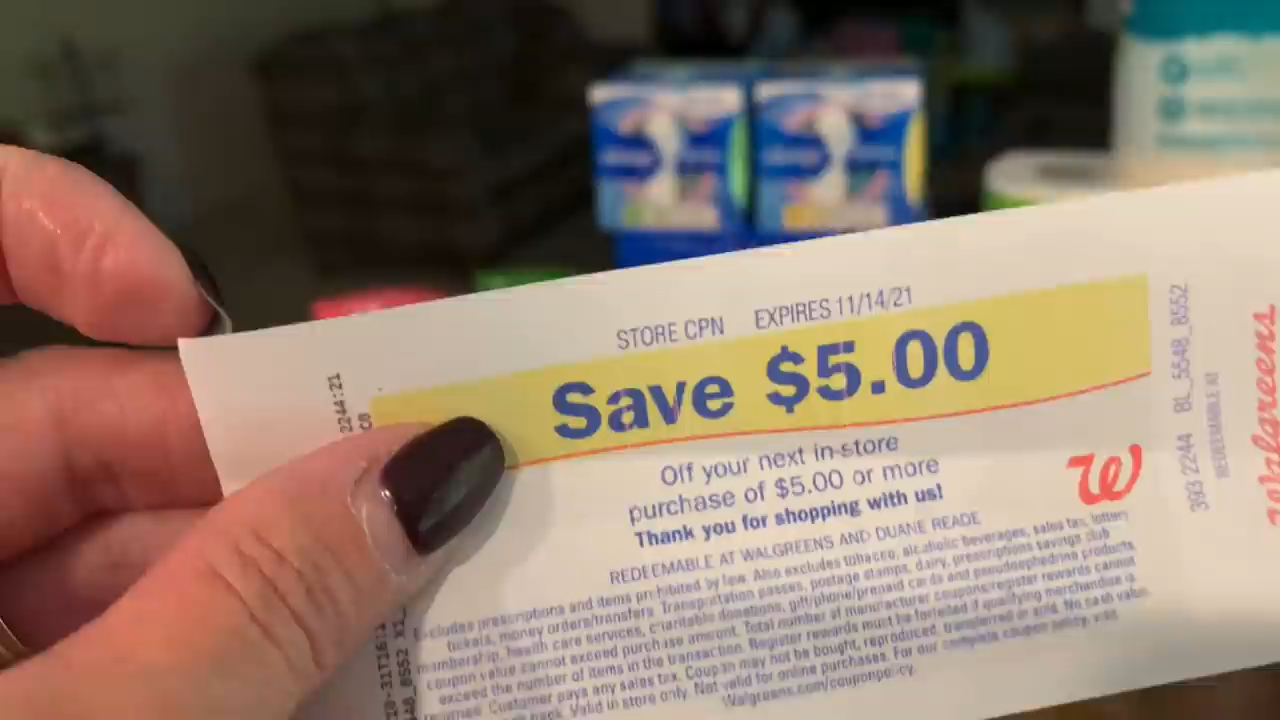 STORE CPN EXPIRES 11/14/21
Save $5.00
Off your next in-store
purchase of $5.00 or more
Thank you for shopping with us!
REDEEMABLE AT WALGREENS AND DUANE READE
Excludes prescriptions and items prohibited by law. Also excludes tobacco, alcoholic beverages, sales tax, lottery
tickets, money orders/transfers. Transportation passes, postage stamps, dairy, prescriptions savings club
membership, health care services, charitable donations, gift/phone/prepaid cards and pseudoephedrine products.
coupon value cannot exceed purchase amount. Total number of manufacturer coupons/register rewards cannot
exceed the number of items in the transaction. Register rewards must be forfeited if qualifying merchandise is
Customer pays any sales tax. Coupon may not be bought, reproduced, transferred or sold. No cash value.
back. Valid in store only. Not valid for online purchases. For our complete coupon policy, visit
Walgreens.com/couponpolicy.
W
393 2244 BL_5548_8552
REDEEMABLE AT
Walgreens
2244:21